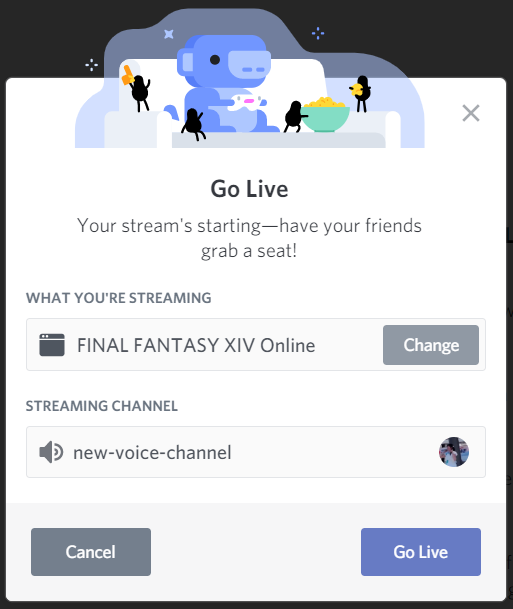 Go Live
Your stream's starting—have your friends
grab a seat!
WHAT YOU'RE STREAMING
FINAL FANTASY XIV Online
Change
STREAMING CHANNEL
new-voice-channel
Cancel
Go Live